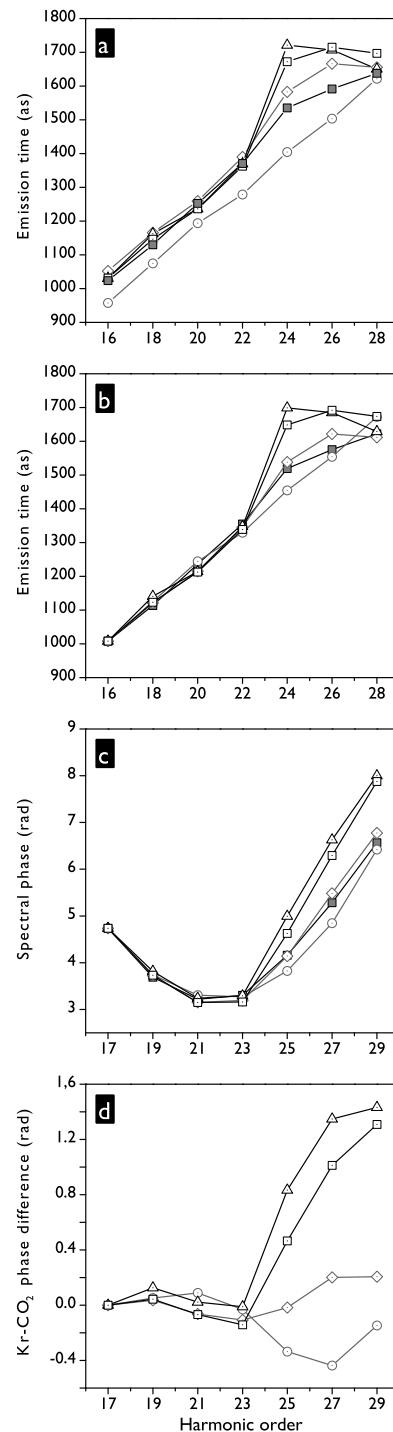 a
Emission time (as)
1800
1700
1600
1500
1400
1300
1200
1100
1000
900
16 18 20 22 24 26 28
b
Emission time (as)
1800
1700
1600
1500
1400
1300
1200
1100
1000
900
16 18 20 22 24 26 28
c
Spectral phase (rad)
9
8
7
6
5
4
3
17 19 21 23 25 27 29
d
Kr-CO₂ phase difference (rad)
1,6
1,2
0.8
0.4
0.0
-0.4
17 19 21 23 25 27 29
Harmonic order